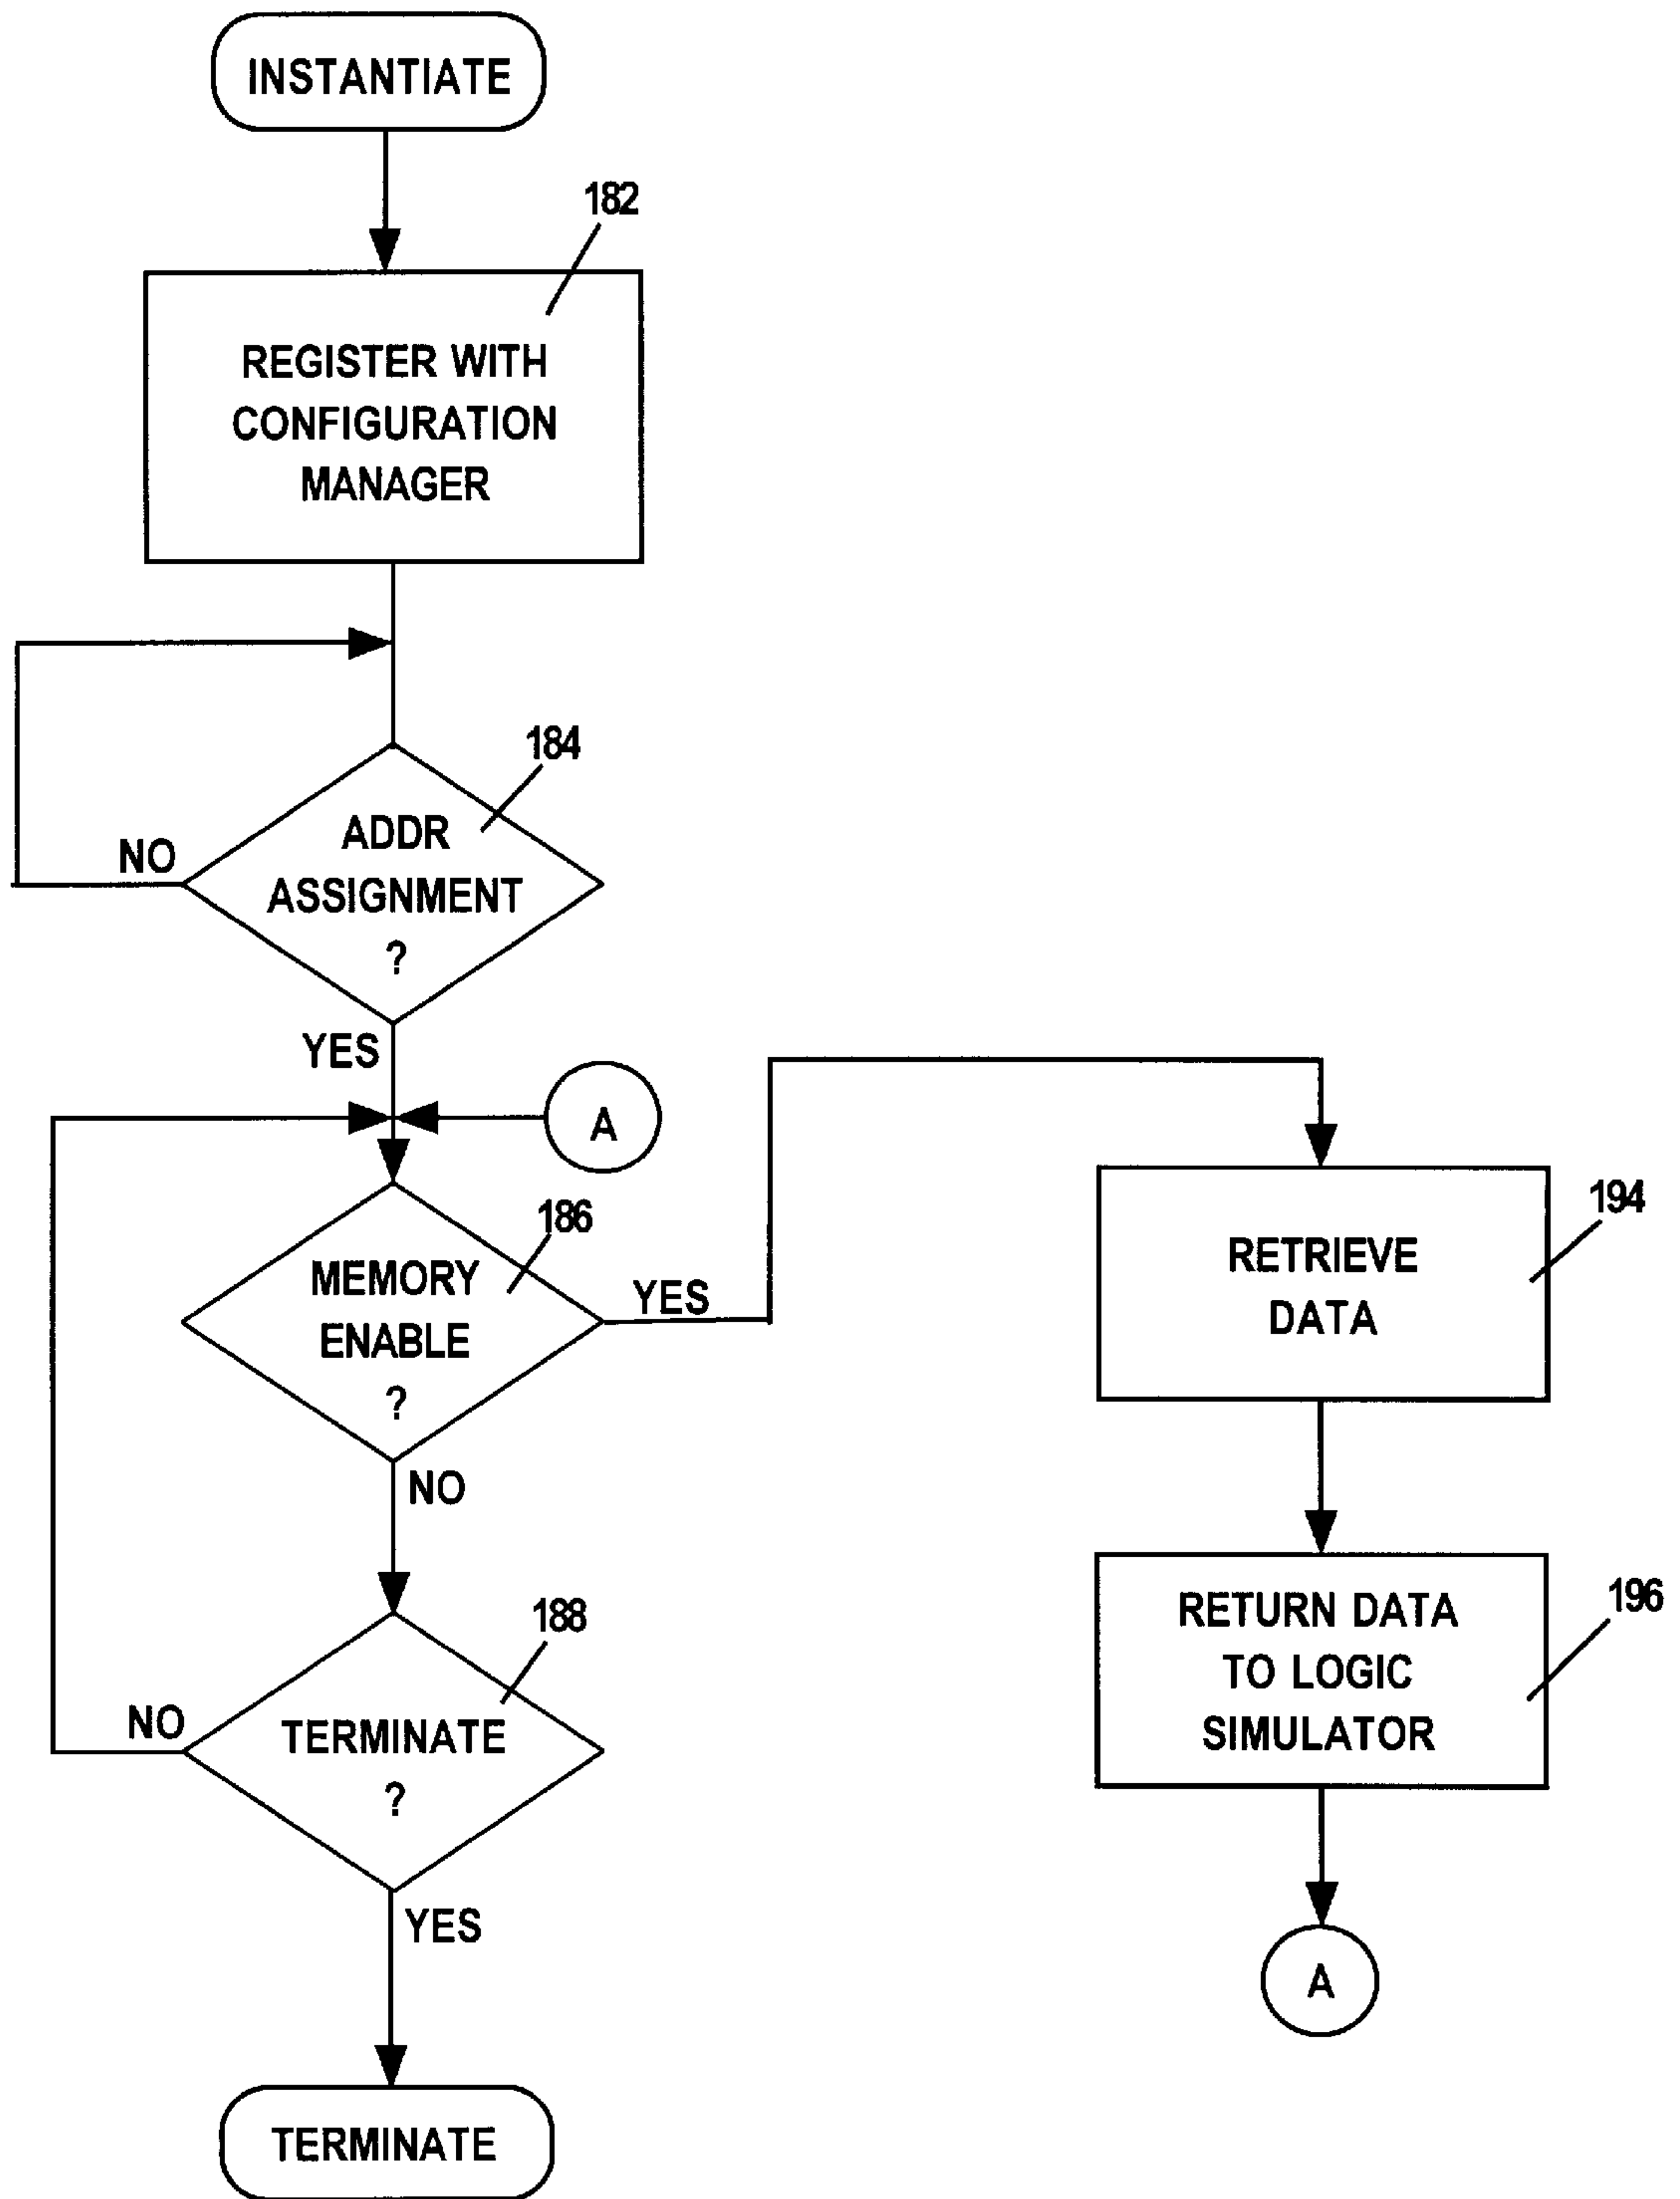 INSTANTIATE
182
REGISTER WITH
CONFIGURATION
MANAGER
184
ADDR
ASSIGNMENT
?
NO
YES
A
186
MEMORY
ENABLE
?
YES
NO
188
TERMINATE
?
NO
YES
TERMINATE
194
RETRIEVE
DATA
196
RETURN DATA
TO LOGIC
SIMULATOR
A